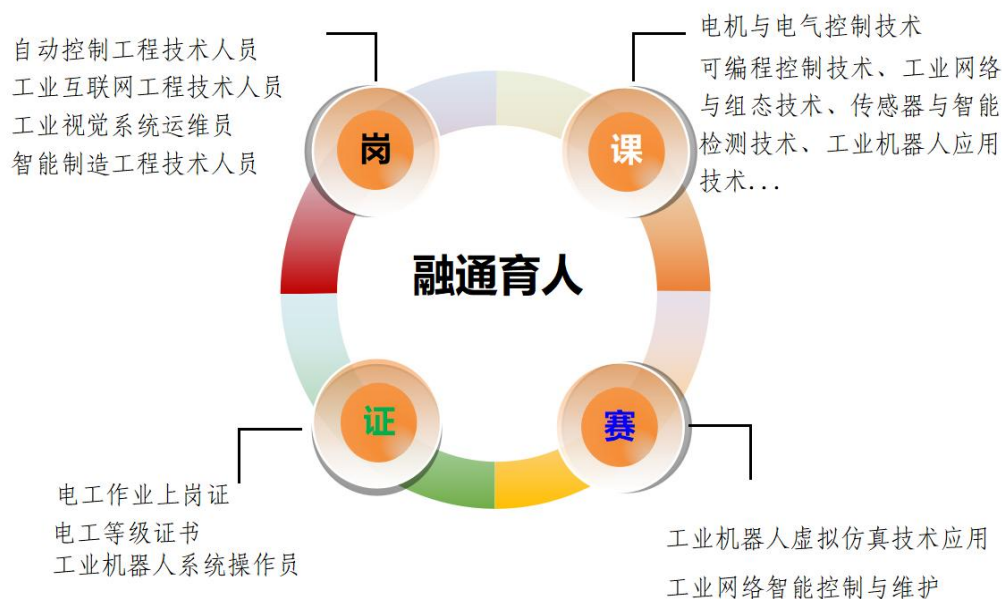 自动控制工程技术人员
工业互联网工程技术人员
工业视觉系统运维员
智能制造工程技术人员
岗
电机与电气控制技术
可编程控制技术、工业网络
与组态技术、传感器与智能
检测技术、工业机器人应用
技术...
课
融通育人
证
电工作业上岗证
电工等级证书
工业机器人系统操作员
赛
工业机器人虚拟仿真技术应用
工业网络智能控制与维护